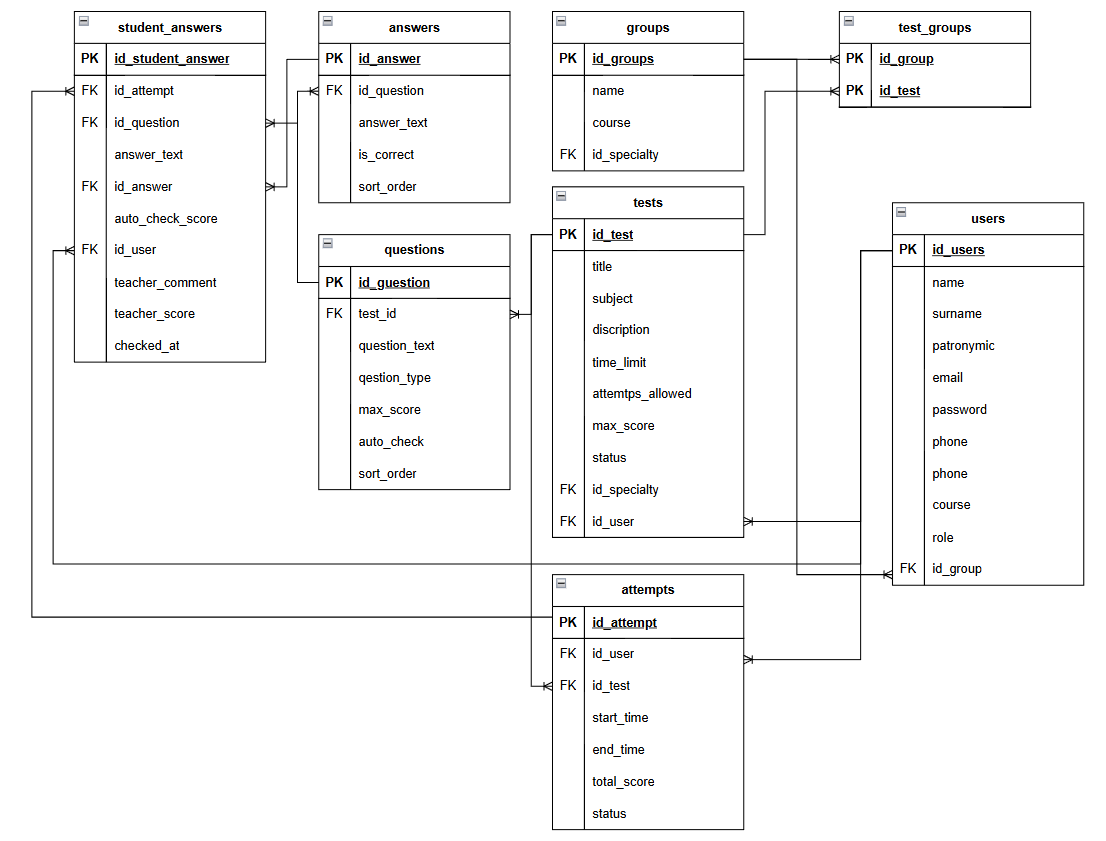 student_answers
PK id_student_answer
FK id_attempt
FK id_question
answer_text
FK id_answer
auto_check_score
FK id_user
teacher_comment
teacher_score
checked_at
answers
PK id_answer
FK id_question
answer_text
is_correct
sort_order
questions
PK id_guestion
FK test_id
question_text
qestion_type
max_score
auto_check
sort_order
groups
PK id_groups
name
course
FK id_specialty
tests
PK id_test
title
subject
discription
time_limit
attemtps_allowed
max_score
status
FK id_specialty
FK id_user
attempts
PK id_attempt
FK id_user
FK id_test
start_time
end_time
total_score
status
test_groups
PK id_group
PK id_test
users
PK id_users
name
surname
patronymic
email
password
phone
phone
course
role
FK id_group